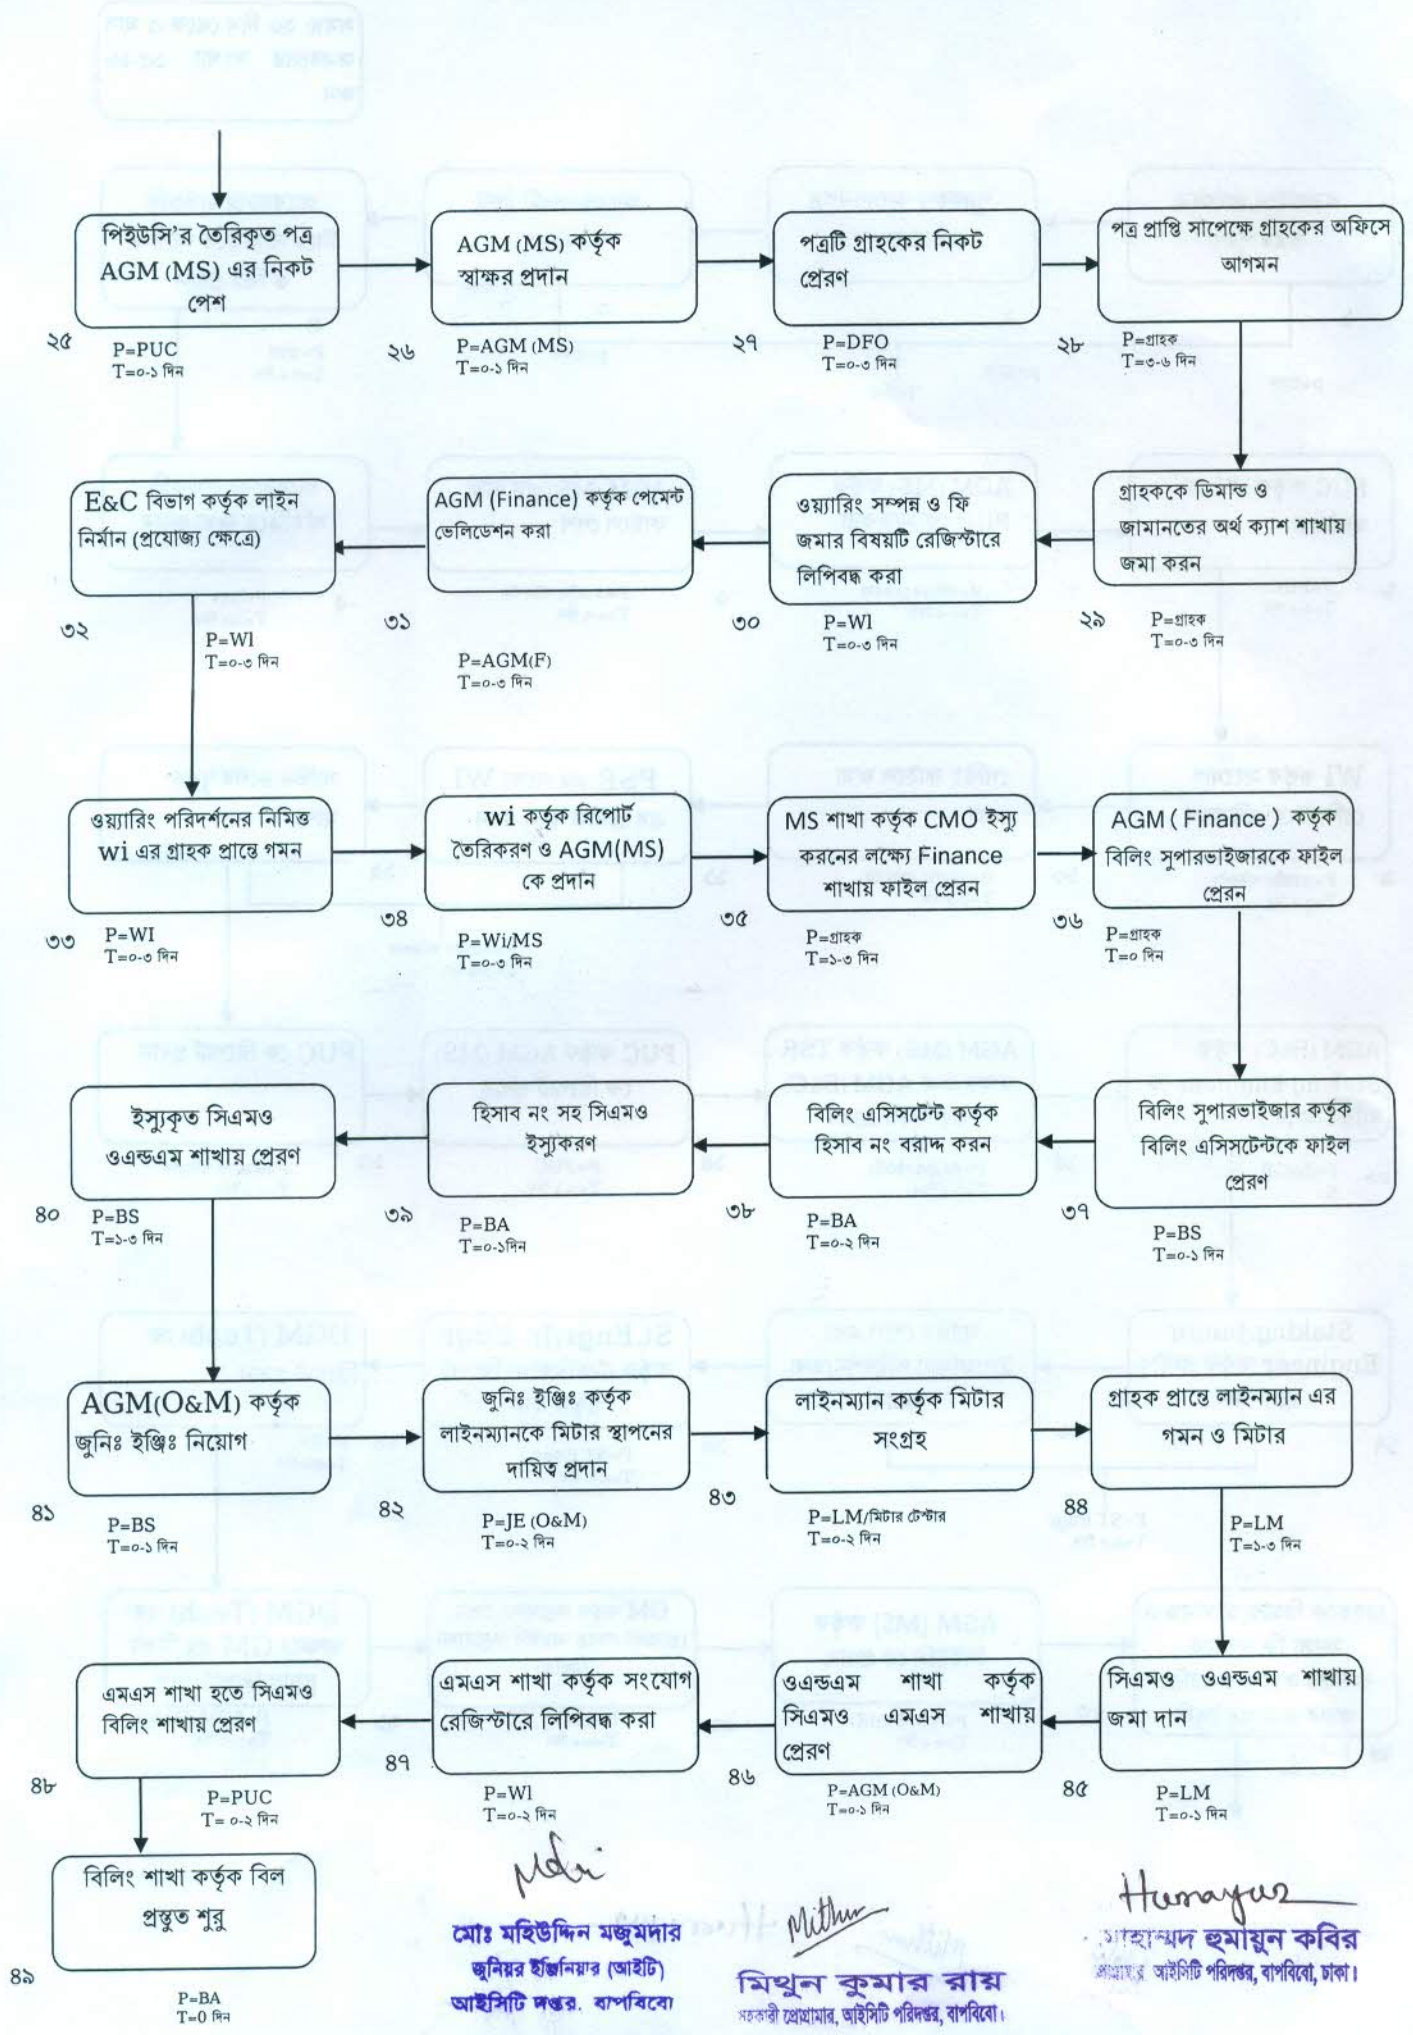 পিইউসি'র তৈরিকৃত পত্র
AGM (MS) এর নিকট
পেশ
২৫
P=PUC
T=০-১ দিন
AGM (MS) কর্তৃক
স্বাক্ষর প্রদান
২৬
P=AGM (MS)
T=০-১ দিন
পত্রটি গ্রাহকের নিকট
প্রেরণ
২৭
P=DFO
T=০-৩ দিন
পত্র প্রাপ্তি সাপেক্ষে গ্রাহকের অফিসে
আগমন
২৮
P=গ্রাহক
T=৩-৬ দিন
গ্রাহককে ডিমান্ড ও
জামানতের অর্থ ক্যাশ শাখায়
জমা করন
২৯
P=গ্রাহক
T=০-৩ দিন
ওয়্যারিং সম্পন্ন ও ফি
জমার বিষয়টি রেজিস্টারে
লিপিবদ্ধ করা
৩০
P=WI
T=০-৩ দিন
AGM (Finance) কর্তৃক পেমেন্ট
ভেলিডেশন করা
৩১
P=AGM(F)
T=০-৩ দিন
E&C বিভাগ কর্তৃক লাইন
নির্মান (প্রযোজ্য ক্ষেত্রে)
৩২
P=WI
T=০-৩ দিন
ওয়্যারিং পরিদর্শনের নিমিত্ত
wi এর গ্রাহক প্রান্তে গমন
৩৩
P=WI
T=০-৩ দিন
wi কর্তৃক রিপোর্ট
তৈরিকরণ ও AGM(MS)
কে প্রদান
৩৪
P=Wi/MS
T=০-৩ দিন
MS শাখা কর্তৃক CMO ইস্যু
করনের লক্ষ্যে Finance
শাখায় ফাইল প্রেরন
৩৫
P=গ্রাহক
T=১-৩ দিন
AGM ( Finance ) কর্তৃক
বিলিং সুপারভাইজারকে ফাইল
প্রেরন
৩৬
P=গ্রাহক
T=০ দিন
বিলিং সুপারভাইজার কর্তৃক
বিলিং এসিসটেন্টকে ফাইল
প্রেরণ
৩৭
P=BS
T=০-১ দিন
বিলিং এসিসটেন্ট কর্তৃক
হিসাব নং বরাদ্দ করন
৩৮
P=BA
T=০-২ দিন
হিসাব নং সহ সিএমও
ইস্যুকরণ
৩৯
P=BA
T=০-১দিন
ইস্যুকৃত সিএমও
ওএন্ডএম শাখায় প্রেরণ
৪০
P=BS
T=১-৩ দিন
AGM(O&M) কর্তৃক
জুনিঃ ইঞ্জিঃ নিয়োগ
৪১
P=BS
T=০-১ দিন
জুনিঃ ইঞ্জিঃ কর্তৃক
লাইনম্যানকে মিটার স্থাপনের
দায়িত্ব প্রদান
৪২
P=JE (O&M)
T=০-২ দিন
লাইনম্যান কর্তৃক মিটার
সংগ্রহ
৪৩
P=LM/মিটার টেস্টার
T=০-২ দিন
গ্রাহক প্রান্তে লাইনম্যান এর
গমন ও মিটার
৪৪
P=LM
T=১-৩ দিন
সিএমও ওএন্ডএম শাখায়
জমা দান
৪৫
P=LM
T=০-১ দিন
ওএন্ডএম শাখা কর্তৃক
সিএমও এমএস শাখায়
প্রেরণ
৪৬
P=AGM (O&M)
T=০-১ দিন
এমএস শাখা কর্তৃক সংযোগ
রেজিস্টারে লিপিবদ্ধ করা
৪৭
P=WI
T=০-২ দিন
এমএস শাখা হতে সিএমও
বিলিং শাখায় প্রেরণ
৪৮
P=PUC
T= ০-২ দিন
বিলিং শাখা কর্তৃক বিল
প্রস্তুত শুরু
৪৯
P=BA
T=0 দিন
মোঃ মহিউদ্দিন মজুমদার
জুনিয়র ইঞ্জিনিয়ার (আইটি)
আইসিটি দপ্তর, বাপবিবো
Mithun
মিথুন কুমার রায়
সহকারী প্রোগ্রামার, আইসিটি পরিদপ্তর, বাপবিবো।
Humayun
মোহাম্মদ হুমায়ুন কবির
প্রোগ্রামার, আইসিটি পরিদপ্তর, বাপবিবো, ঢাকা।